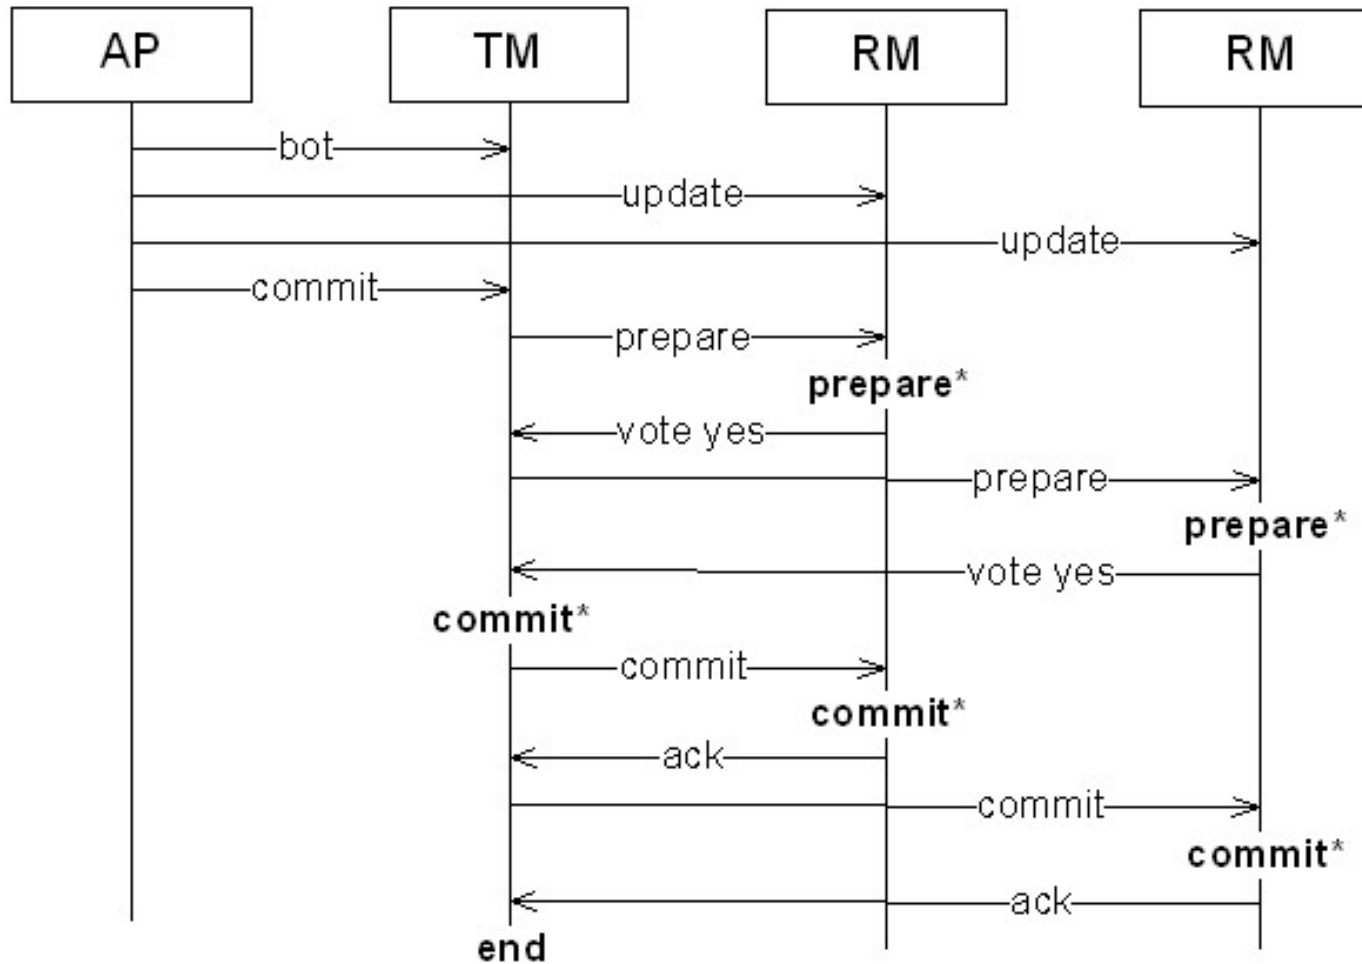 AP TM RM RM
bot
update
update
commit
prepare
prepare*
vote yes
prepare
prepare*
vote yes
commit*
commit
commit*
ack
commit
commit*
ack
end